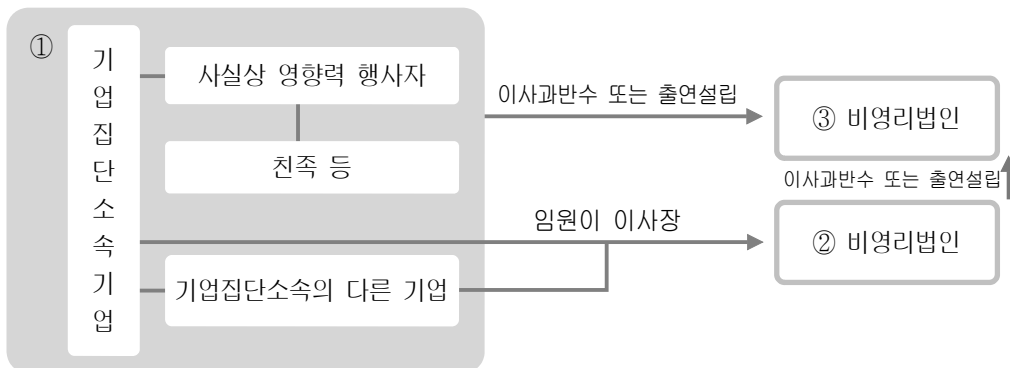 ①
기업집단소속기업
사실상 영향력 행사자
친족 등
기업집단소속의 다른 기업
이사과반수 또는 출연설립
③ 비영리법인
이사과반수 또는 출연설립
임원이 이사장
② 비영리법인